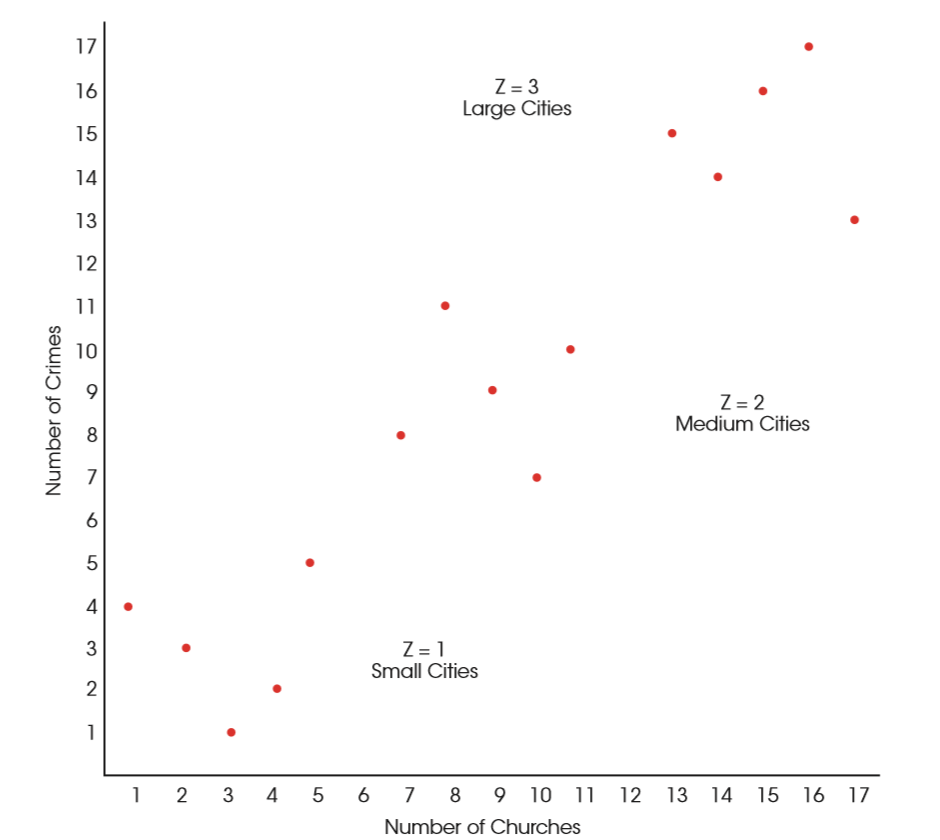 17
Z = 3
16
Large Cities
15
14
13
12
11
10
9
Z = 2
Medium Cities
8
7
6
5
4
Z = 1
3
Small Cities
2
1
Number of Crimes
1 2 3 4 5 6 7 8 9 10 11 12 13 14 15 16 17
Number of Churches